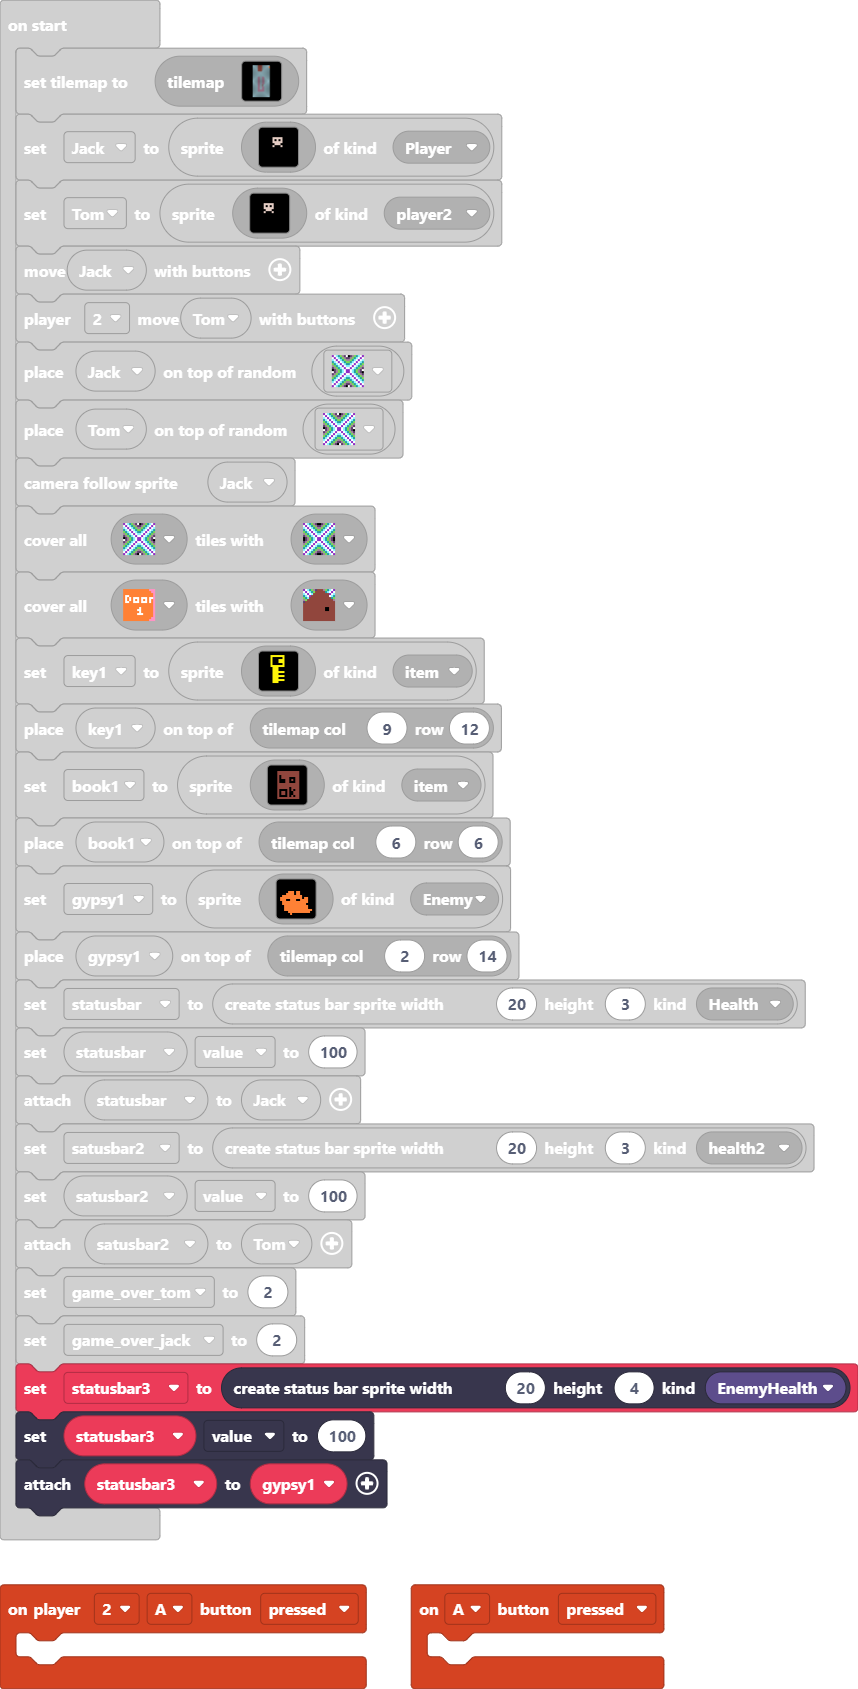 on start
set tilemap to tilemap
set Jack to sprite of kind Player
set Tom to sprite of kind player2
move Jack with buttons
player 2 move Tom with buttons
place Jack on top of random
place Tom on top of random
camera follow sprite Jack
cover all tiles with
cover all Door 1 tiles with
set key1 to sprite of kind item
place key1 on top of tilemap col 9 row 12
set book1 to sprite bo ok of kind item
place book1 on top of tilemap col 6 row 6
set gypsy1 to sprite of kind Enemy
place gypsy1 on top of tilemap col 2 row 14
set statusbar to create status bar sprite width 20 height 3 kind Health
set statusbar value to 100
attach statusbar to Jack
set satusbar2 to create status bar sprite width 20 height 3 kind health2
set satusbar2 value to 100
attach satusbar2 to Tom
set game_over_tom to 2
set game_over_jack to 2
set statusbar3 to create status bar sprite width 20 height 4 kind EnemyHealth
set statusbar3 value to 100
attach statusbar3 to gypsy1
on player 2 A button pressed
on A button pressed